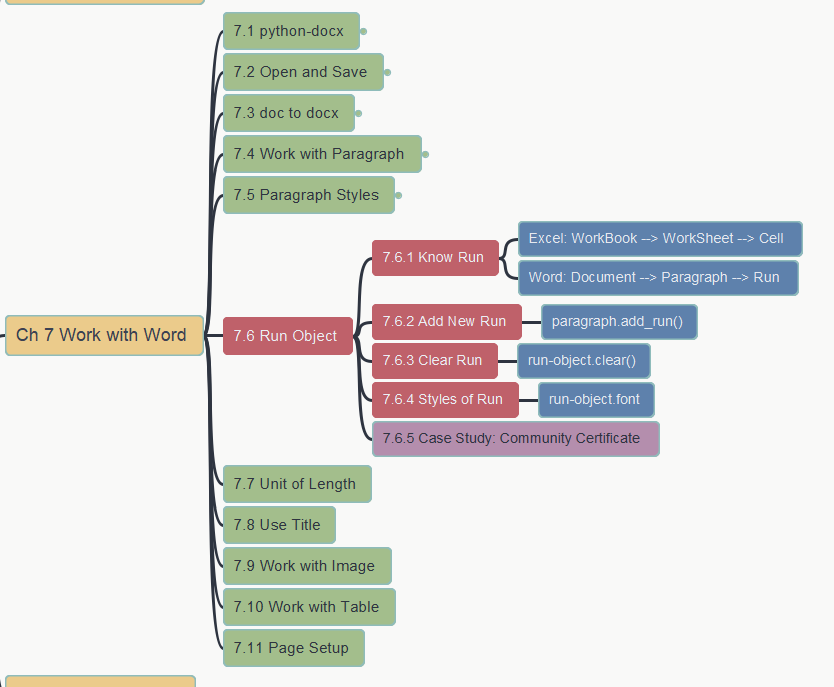 7.1 python-docx
7.2 Open and Save
7.3 doc to docx
7.4 Work with Paragraph
7.5 Paragraph Styles
Ch 7 Work with Word
7.6 Run Object
7.6.1 Know Run
Excel: WorkBook --> WorkSheet --> Cell
Word: Document --> Paragraph --> Run
7.6.2 Add New Run
paragraph.add_run()
7.6.3 Clear Run
run-object.clear()
7.6.4 Styles of Run
run-object.font
7.6.5 Case Study: Community Certificate
7.7 Unit of Length
7.8 Use Title
7.9 Work with Image
7.10 Work with Table
7.11 Page Setup